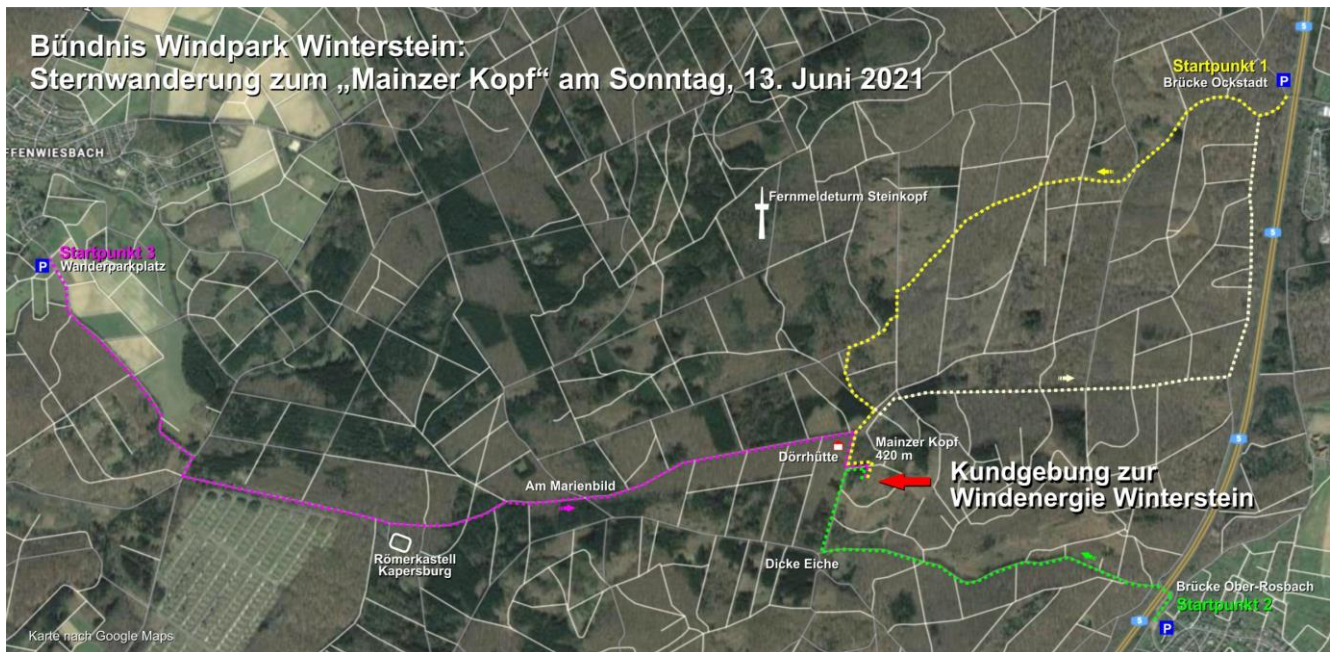 Bündnis Windpark Winterstein:
Sternwanderung zum „Mainzer Kopf“ am Sonntag, 13. Juni 2021
5
Startpunkt 1
Brücke Ockstadt
P
FFENWIESBACH
Fernmeldeturm Steinkopf
5
Startpunkt 3
P
Wanderparkplatz
Mainzer Kopf
420 m
Dörrhütte
5
Kundgebung zur
Windenergie Winterstein
Am Marienbild
Römerkastell
Kapersburg
Dicke Eiche
Brücke Ober-Rosbach
Startpunkt 2
5
P
Karte nach Google Maps